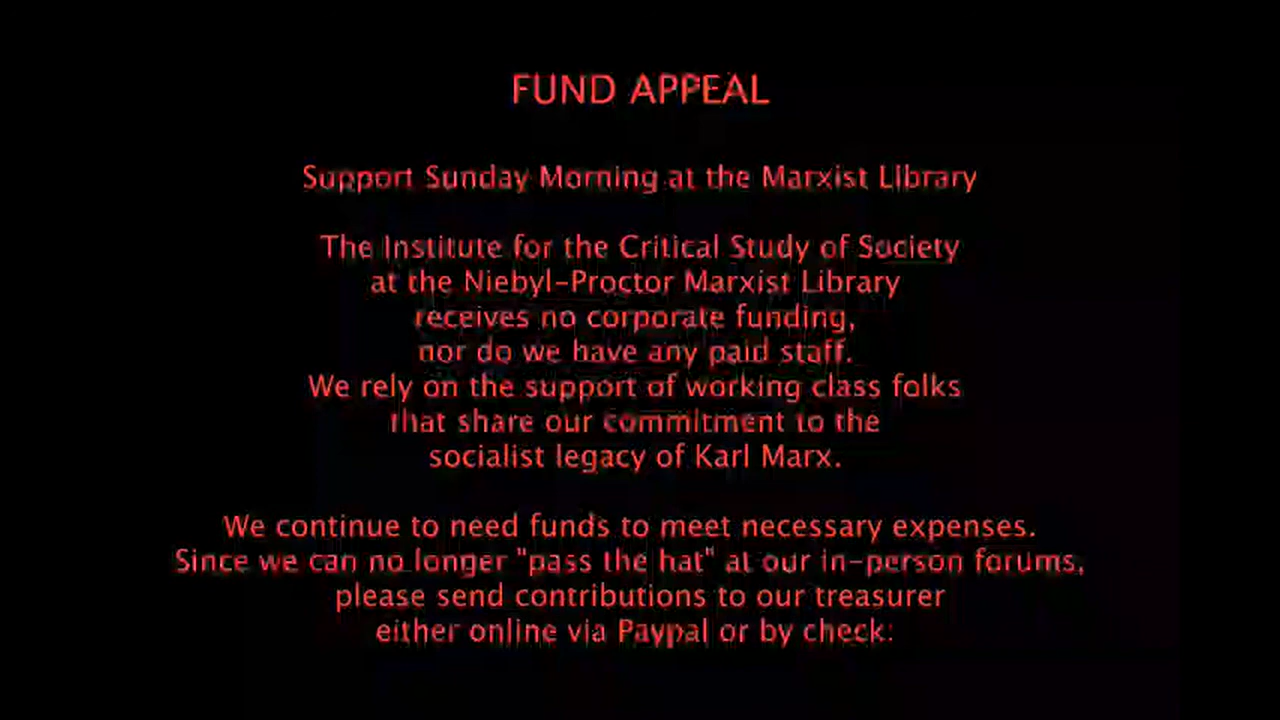 FUND APPEAL
Support Sunday Morning at the Marxist Library
The Institute for the Critical Study of Society
at the Niebyl-Proctor Marxist Library
receives no corporate funding,
nor do we have any paid staff.
We rely on the support of working class folks
that share our commitment to the
socialist legacy of Karl Marx.
We continue to need funds to meet necessary expenses.
Since we can no longer "pass the hat" at our in-person forums,
please send contributions to our treasurer
either online via Paypal or by check: